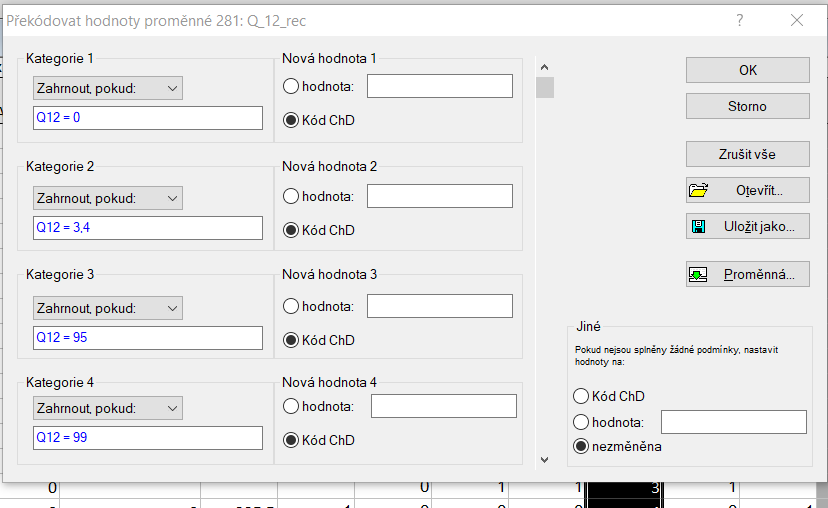 Překódovat hodnoty proměnné 281: Q_12_rec
? ×
Kategorie 1
Nová hodnota 1
Zahrnout, pokud:
hodnota:
Q12 = 0
Kód ChD
Kategorie 2
Nová hodnota 2
Zahrnout, pokud:
hodnota:
Q12 = 3,4
Kód ChD
Kategorie 3
Nová hodnota 3
Zahrnout, pokud:
hodnota:
Q12 = 95
Kód ChD
Kategorie 4
Nová hodnota 4
Zahrnout, pokud:
hodnota:
Q12 = 99
Kód ChD
OK
Storno
Zrušit vše
Otevřít...
Uložit jako...
Proměnná...
Jiné
Pokud nejsou splněny žádné podmínky, nastavit
hodnoty na:
Kód ChD
hodnota:
nezměněna
0 0 1 1 3 1